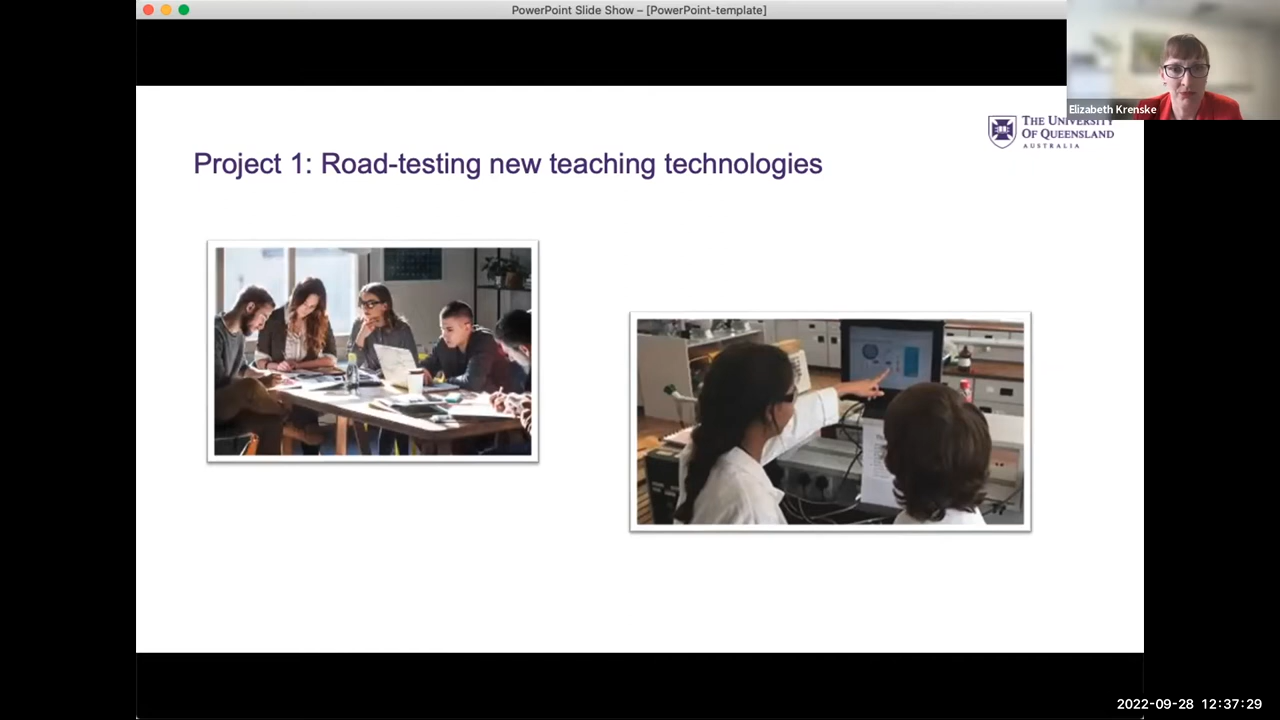 PowerPoint Slide Show – [PowerPoint-template]
Elizabeth Krenske
THE UNIVERSITY
OF QUEENSLAND
AUSTRALIA
Project 1: Road-testing new teaching technologies
2022-09-28 12:37:29